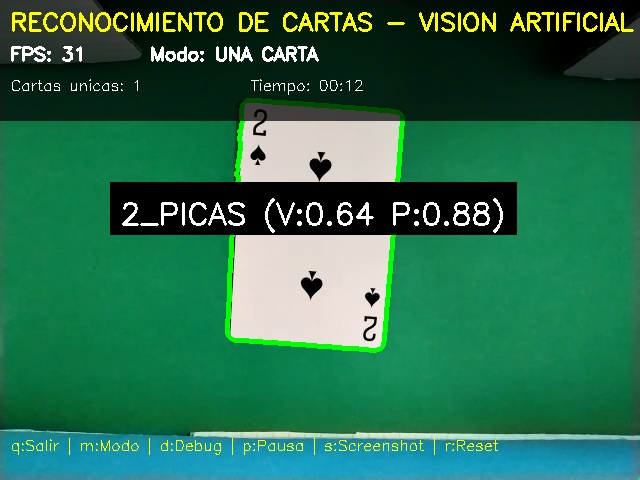 RECONOCIMIENTO DE CARTAS - VISION ARTIFICIAL
FPS: 31 Modo: UNA CARTA
Cartas unicas: 1 Tiempo: 00:12
2
2_PICAS (V:0.64 P:0.88)
2
q:Salir | m:Modo | d:Debug | p:Pausa | s:Screenshot | r:Reset